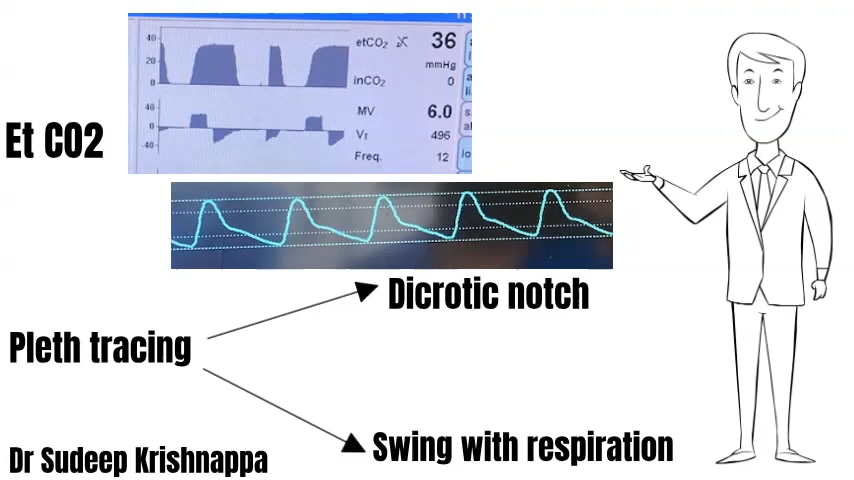 40
20
0
etCO₂
36
mmHg
inCO₂
0
Et CO2
40
0
-40
MV
6.0
VT
496
Freq.
12
Dicrotic notch
Pleth tracing
Swing with respiration
Dr Sudeep Krishnappa